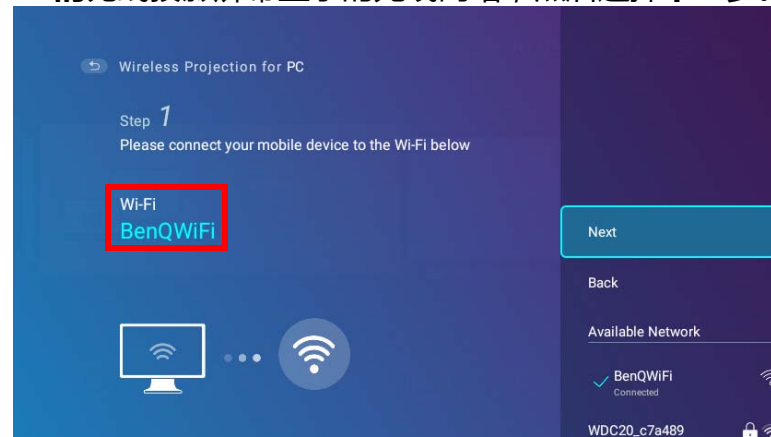 Wireless Projection for PC
Step 1
Please connect your mobile device to the Wi-Fi below
Wi-Fi
BenQWiFi
Next
Back
Available Network
BenQWiFi
Connected
WDC20_c7a489